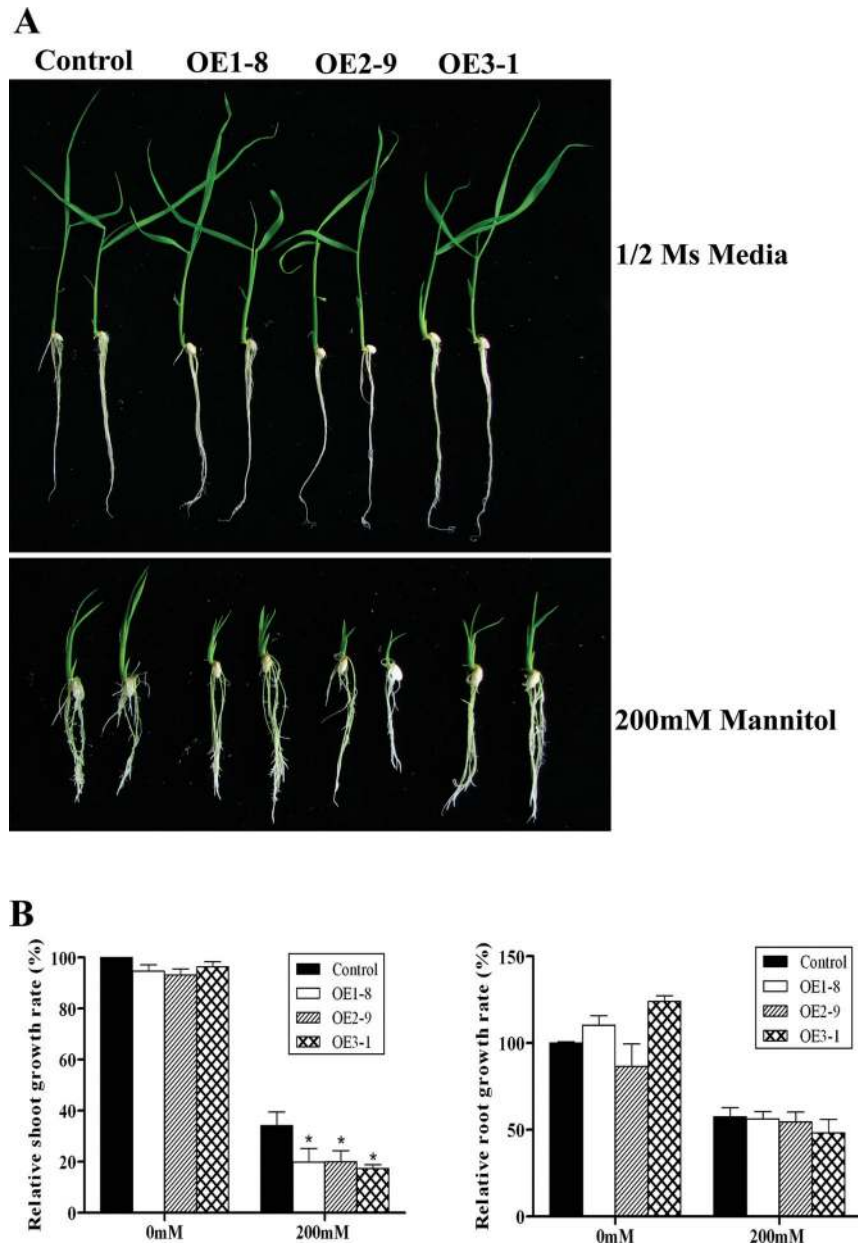 A
Control OE1-8 OE2-9 OE3-1
1/2 Ms Media
200mM Mannitol
B
Relative shoot growth rate (%)
100
80
60
40
20
0
Control
OE1-8
OE2-9
OE3-1
* * *
0mM 200mM
Relative root growth rate (%)
150
100
50
0
Control
OE1-8
OE2-9
OE3-1
0mM 200mM